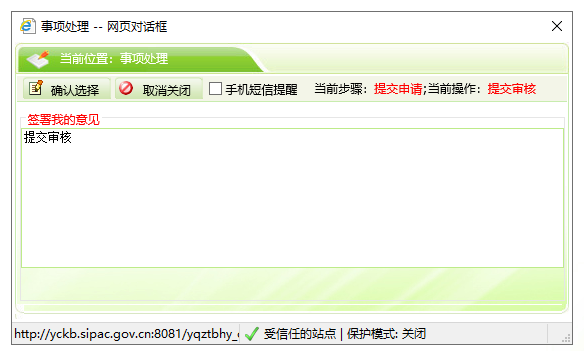 事项处理 -- 网页对话框
当前位置：事项处理
确认选择 取消关闭 手机短信提醒 当前步骤：提交申请;当前操作：提交审核
签署我的意见
提交审核
http://yckb.sipac.gov.cn:8081/yqztbhy_ 受信任的站点 | 保护模式: 关闭